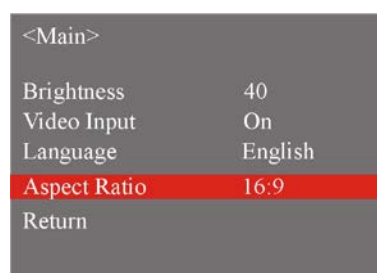 <Main>
Brightness 40
Video Input On
Language English
Aspect Ratio 16:9
Return